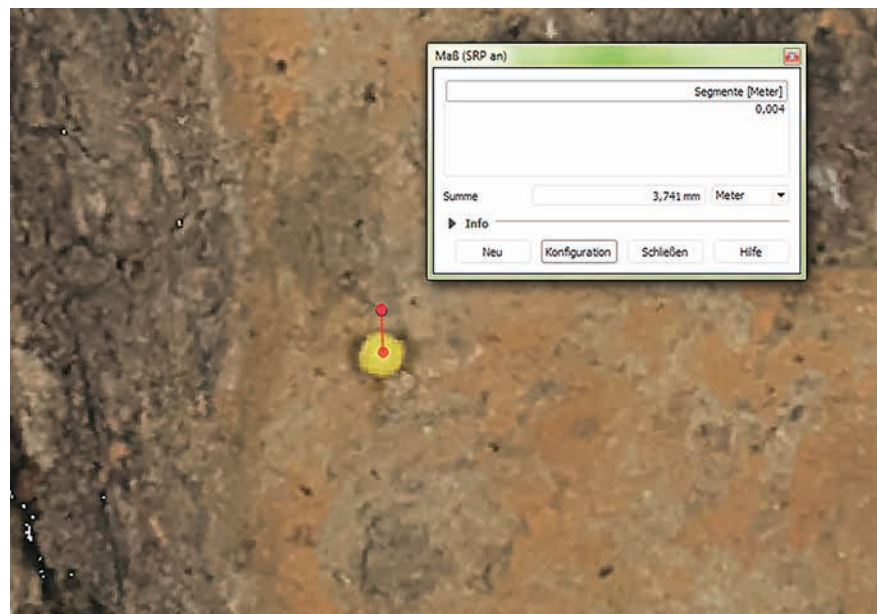 Maß (SRP an)
Segmente [Meter]
0,004
Summe 3,741 mm Meter
Info
Neu Konfiguration Schließen Hilfe